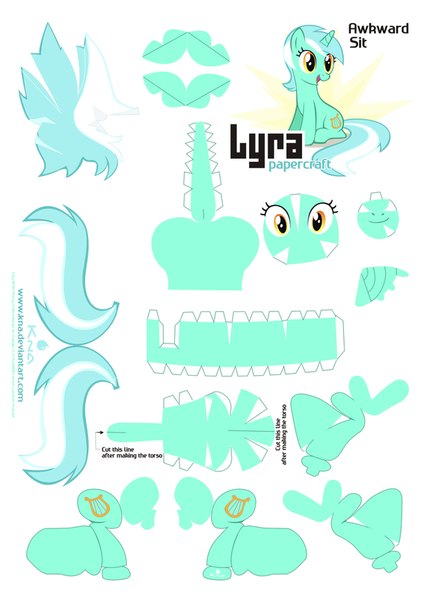 Awkward
Sit
Lyra
papercraft
www.kna.deviantart.com
KNA
Cut this line
after making the torso
Cut this line
after making the torso